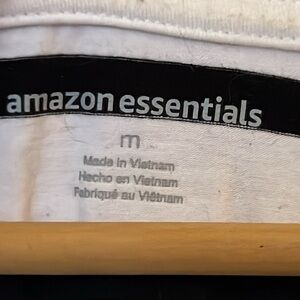 amazon essentials
m
Made in Vietnam
Hecho en Vietnam
Fabriqué au Viêtnam